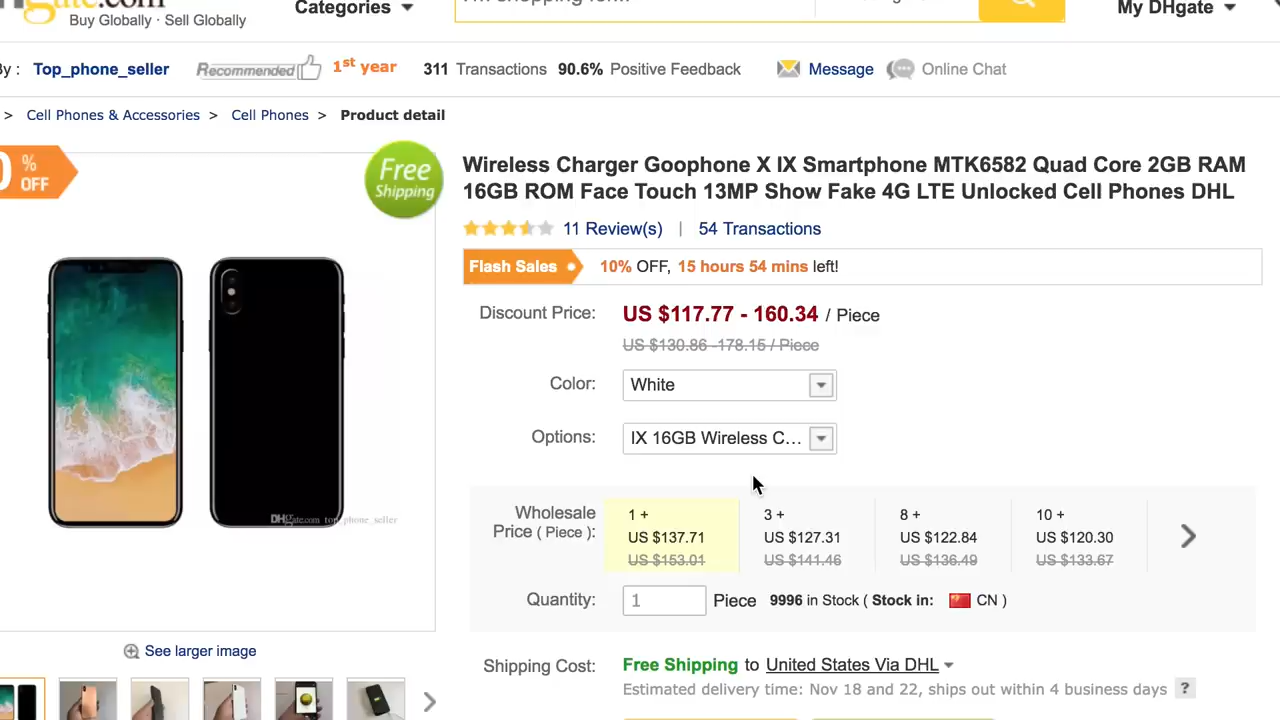 Buy Globally · Sell Globally
Categories
My DHgate
By :
Top_phone_seller
Recommended
1st year
311 Transactions
90.6% Positive Feedback
Message
Online Chat
> Cell Phones & Accessories > Cell Phones > Product detail
0 % OFF
Free Shipping
Wireless Charger Goophone X IX Smartphone MTK6582 Quad Core 2GB RAM
16GB ROM Face Touch 13MP Show Fake 4G LTE Unlocked Cell Phones DHL
11 Review(s) | 54 Transactions
Flash Sales
10% OFF, 15 hours 54 mins left!
Discount Price: US $117.77 - 160.34 / Piece
US $130.86 -178.15 / Piece
Color: White
Options: IX 16GB Wireless C...
Wholesale
Price ( Piece ):
1 +
US $137.71
US $153.01
3 +
US $127.31
US $141.46
8 +
US $122.84
US $136.49
10 +
US $120.30
US $133.67
Quantity: 1 Piece 9996 in Stock ( Stock in: CN )
DHgate.com top_phone_seller
See larger image
Shipping Cost: Free Shipping to United States Via DHL
Estimated delivery time: Nov 18 and 22, ships out within 4 business days ?